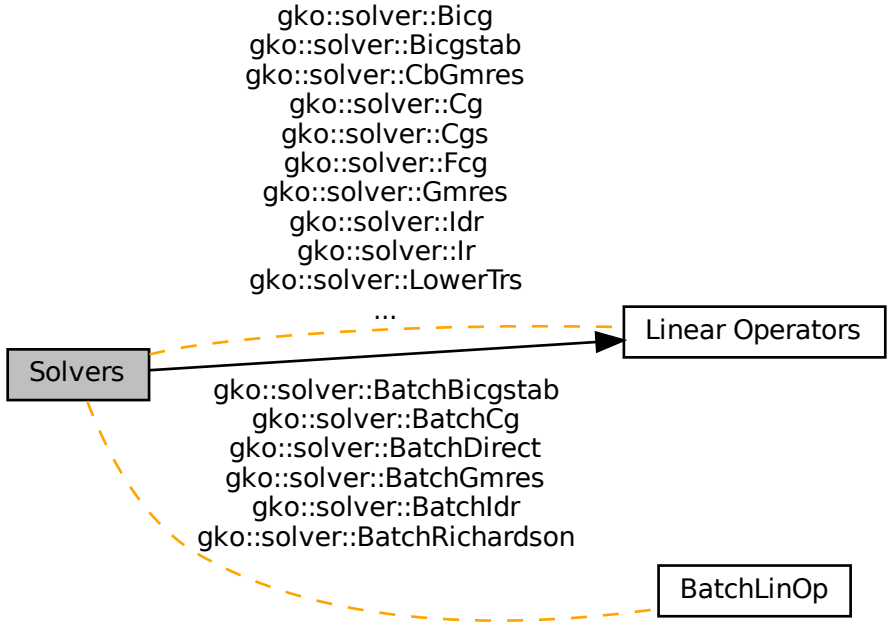 gko::solver::Bicg
gko::solver::Bicgstab
gko::solver::CbGmres
gko::solver::Cg
gko::solver::Cgs
gko::solver::Fcg
gko::solver::Gmres
gko::solver::Idr
gko::solver::Ir
gko::solver::LowerTrs
...
Linear Operators
Solvers
gko::solver::BatchBicgstab
gko::solver::BatchCg
gko::solver::BatchDirect
gko::solver::BatchGmres
gko::solver::BatchIdr
gko::solver::BatchRichardson
BatchLinOp